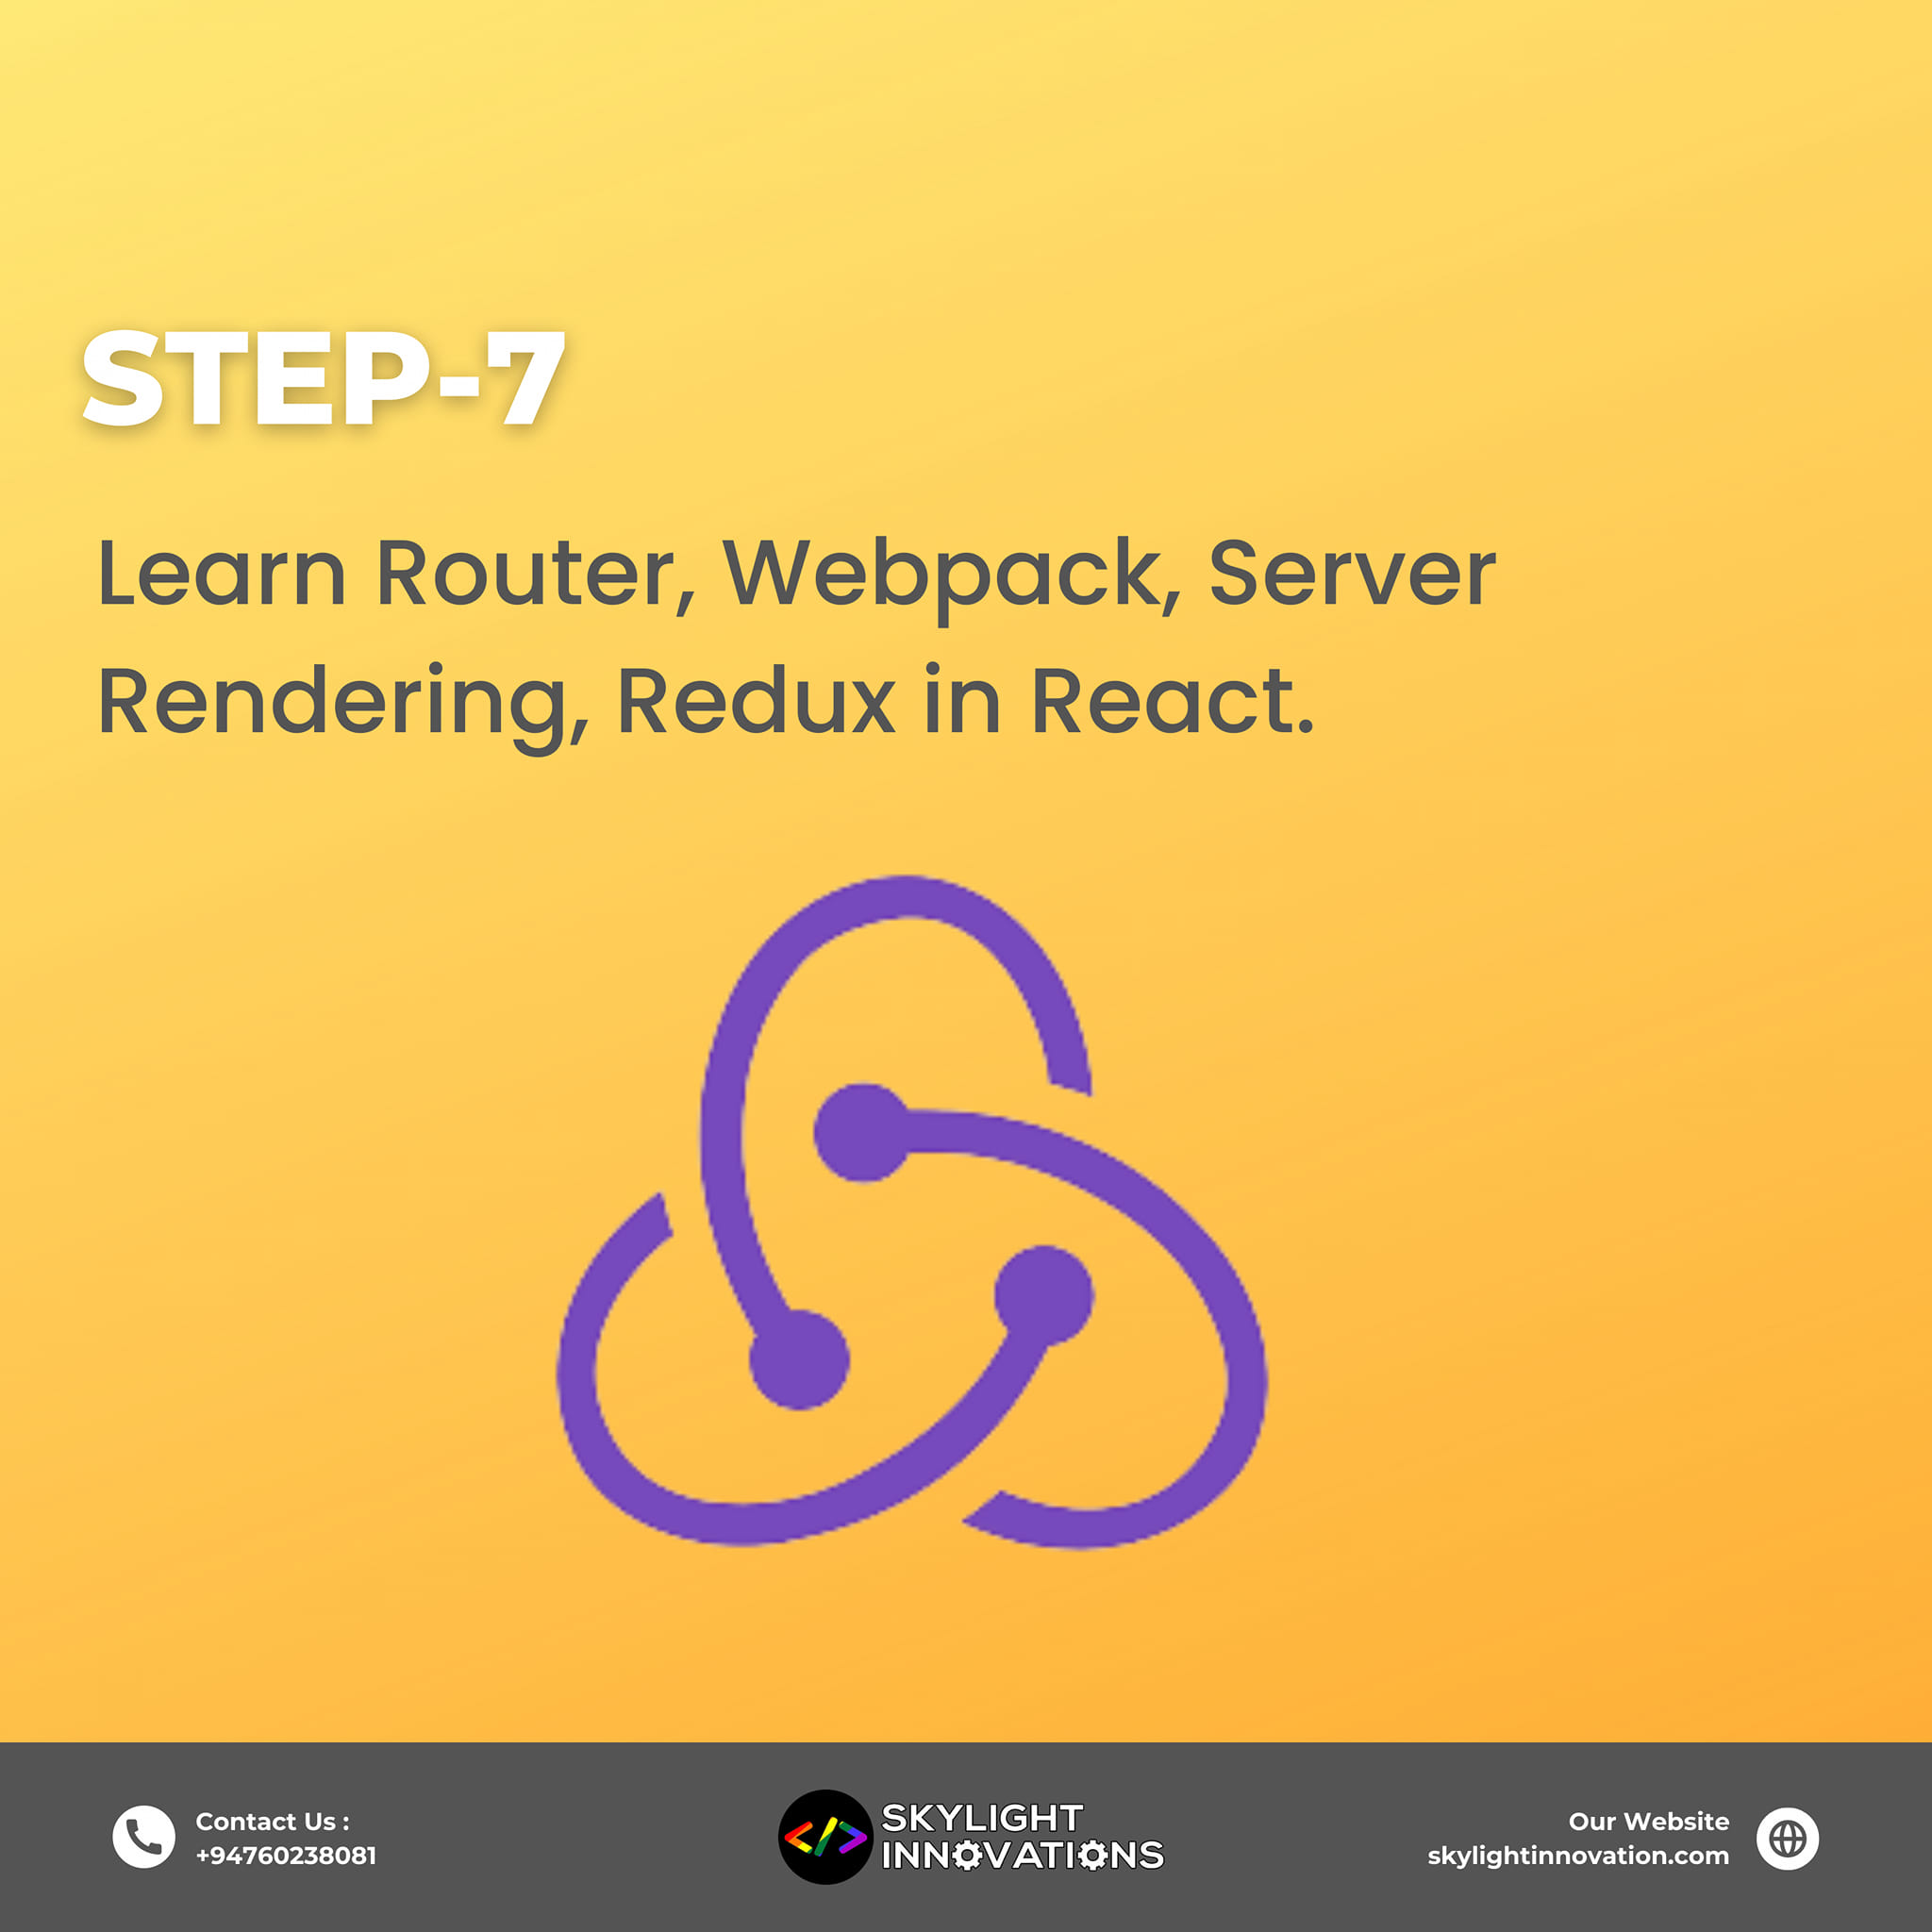 STEP-7
Learn Router, Webpack, Server
Rendering, Redux in React.
Contact Us :
+94760238081
SKYLIGHT
INNOVATIONS
Our Website
skylightinnovation.com